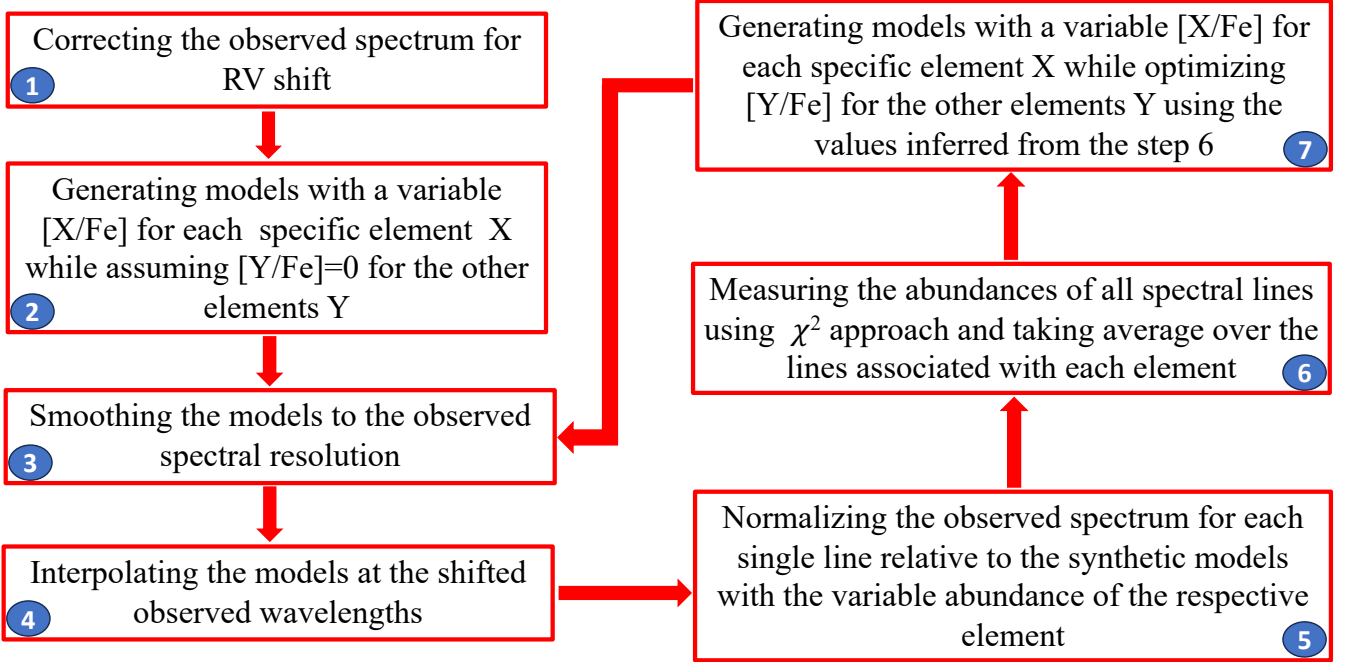 Correcting the observed spectrum for
RV shift
1
Generating models with a variable
[X/Fe] for each specific element X
while assuming [Y/Fe]=0 for the other
elements Y
2
Smoothing the models to the observed
spectral resolution
3
Interpolating the models at the shifted
observed wavelengths
4
Normalizing the observed spectrum for each
single line relative to the synthetic models
with the variable abundance of the respective
element
5
Measuring the abundances of all spectral lines
using χ² approach and taking average over the
lines associated with each element
6
Generating models with a variable [X/Fe] for
each specific element X while optimizing
[Y/Fe] for the other elements Y using the
values inferred from the step 6
7